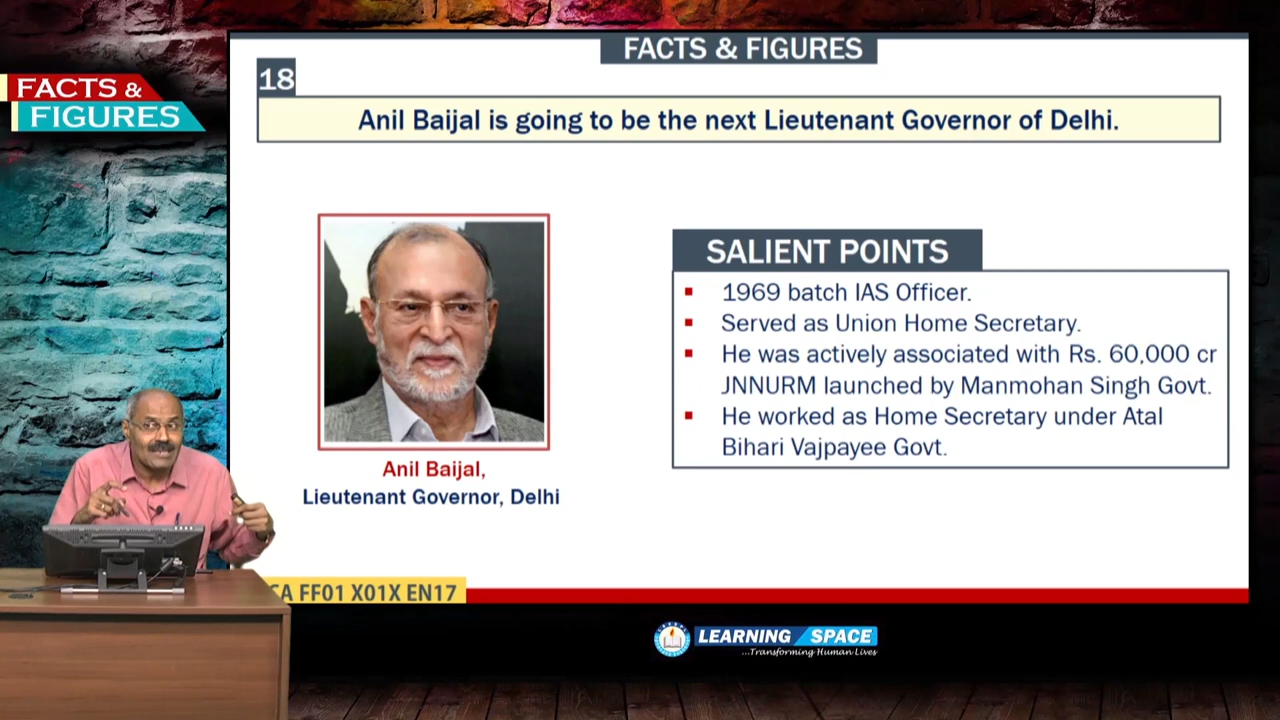 FACTS &
FIGURES
FACTS & FIGURES
18
Anil Baijal is going to be the next Lieutenant Governor of Delhi.
Anil Baijal,
Lieutenant Governor, Delhi
SALIENT POINTS
▪ 1969 batch IAS Officer.
▪ Served as Union Home Secretary.
▪ He was actively associated with Rs. 60,000 cr
JNNURM launched by Manmohan Singh Govt.
▪ He worked as Home Secretary under Atal
Bihari Vajpayee Govt.
FF01 X01X EN17
LEARNING SPACE
...Transforming Human Lives